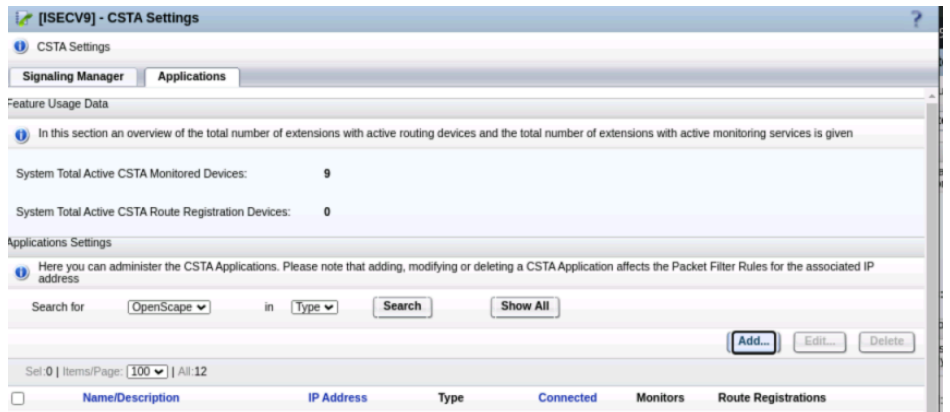 [ISECV9] - CSTA Settings ?
CSTA Settings
Signaling Manager Applications
Feature Usage Data
In this section an overview of the total number of extensions with active routing devices and the total number of extensions with active monitoring services is given
System Total Active CSTA Monitored Devices: 9
System Total Active CSTA Route Registration Devices: 0
Applications Settings
Here you can administer the CSTA Applications. Please note that adding, modifying or deleting a CSTA Application affects the Packet Filter Rules for the associated IP
address
Search for OpenScape in Type Search Show All
Add... Edit... Delete
Sel:0 | Items/Page: 100 | All:12
Name/Description IP Address Type Connected Monitors Route Registrations